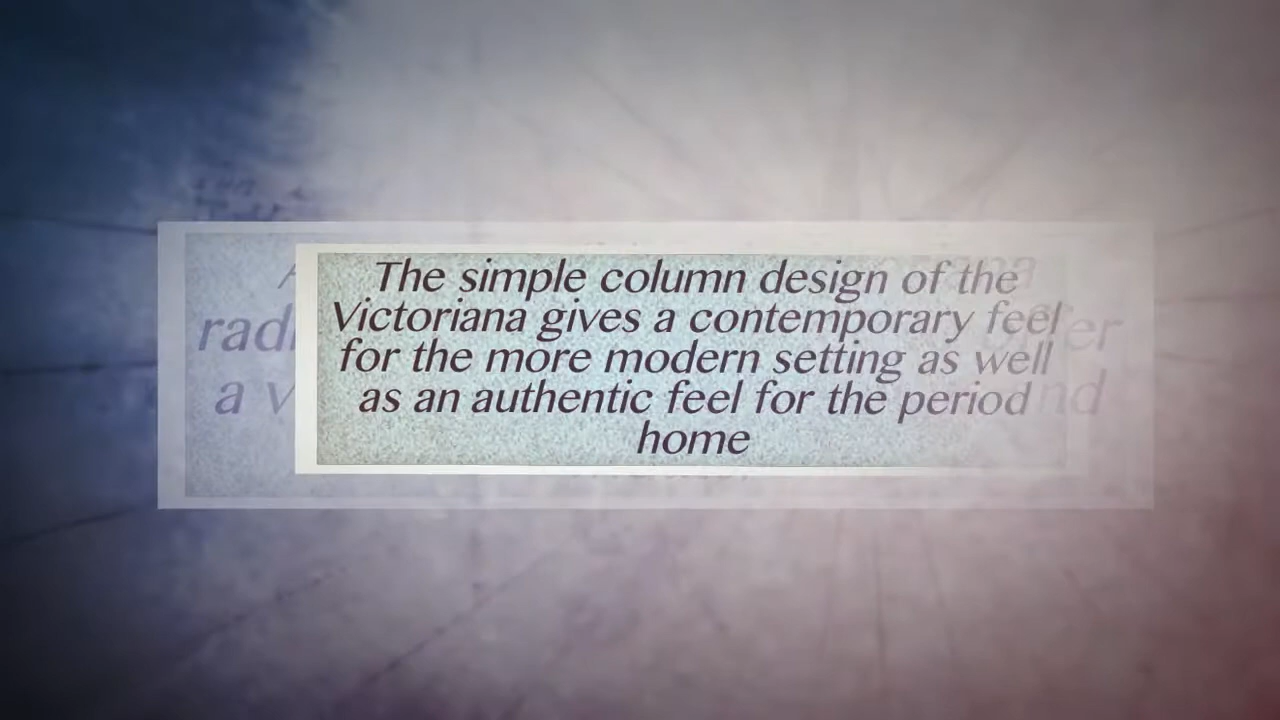 The simple column design of the
Victoriana gives a contemporary feel
for the more modern setting as well
as an authentic feel for the period
home